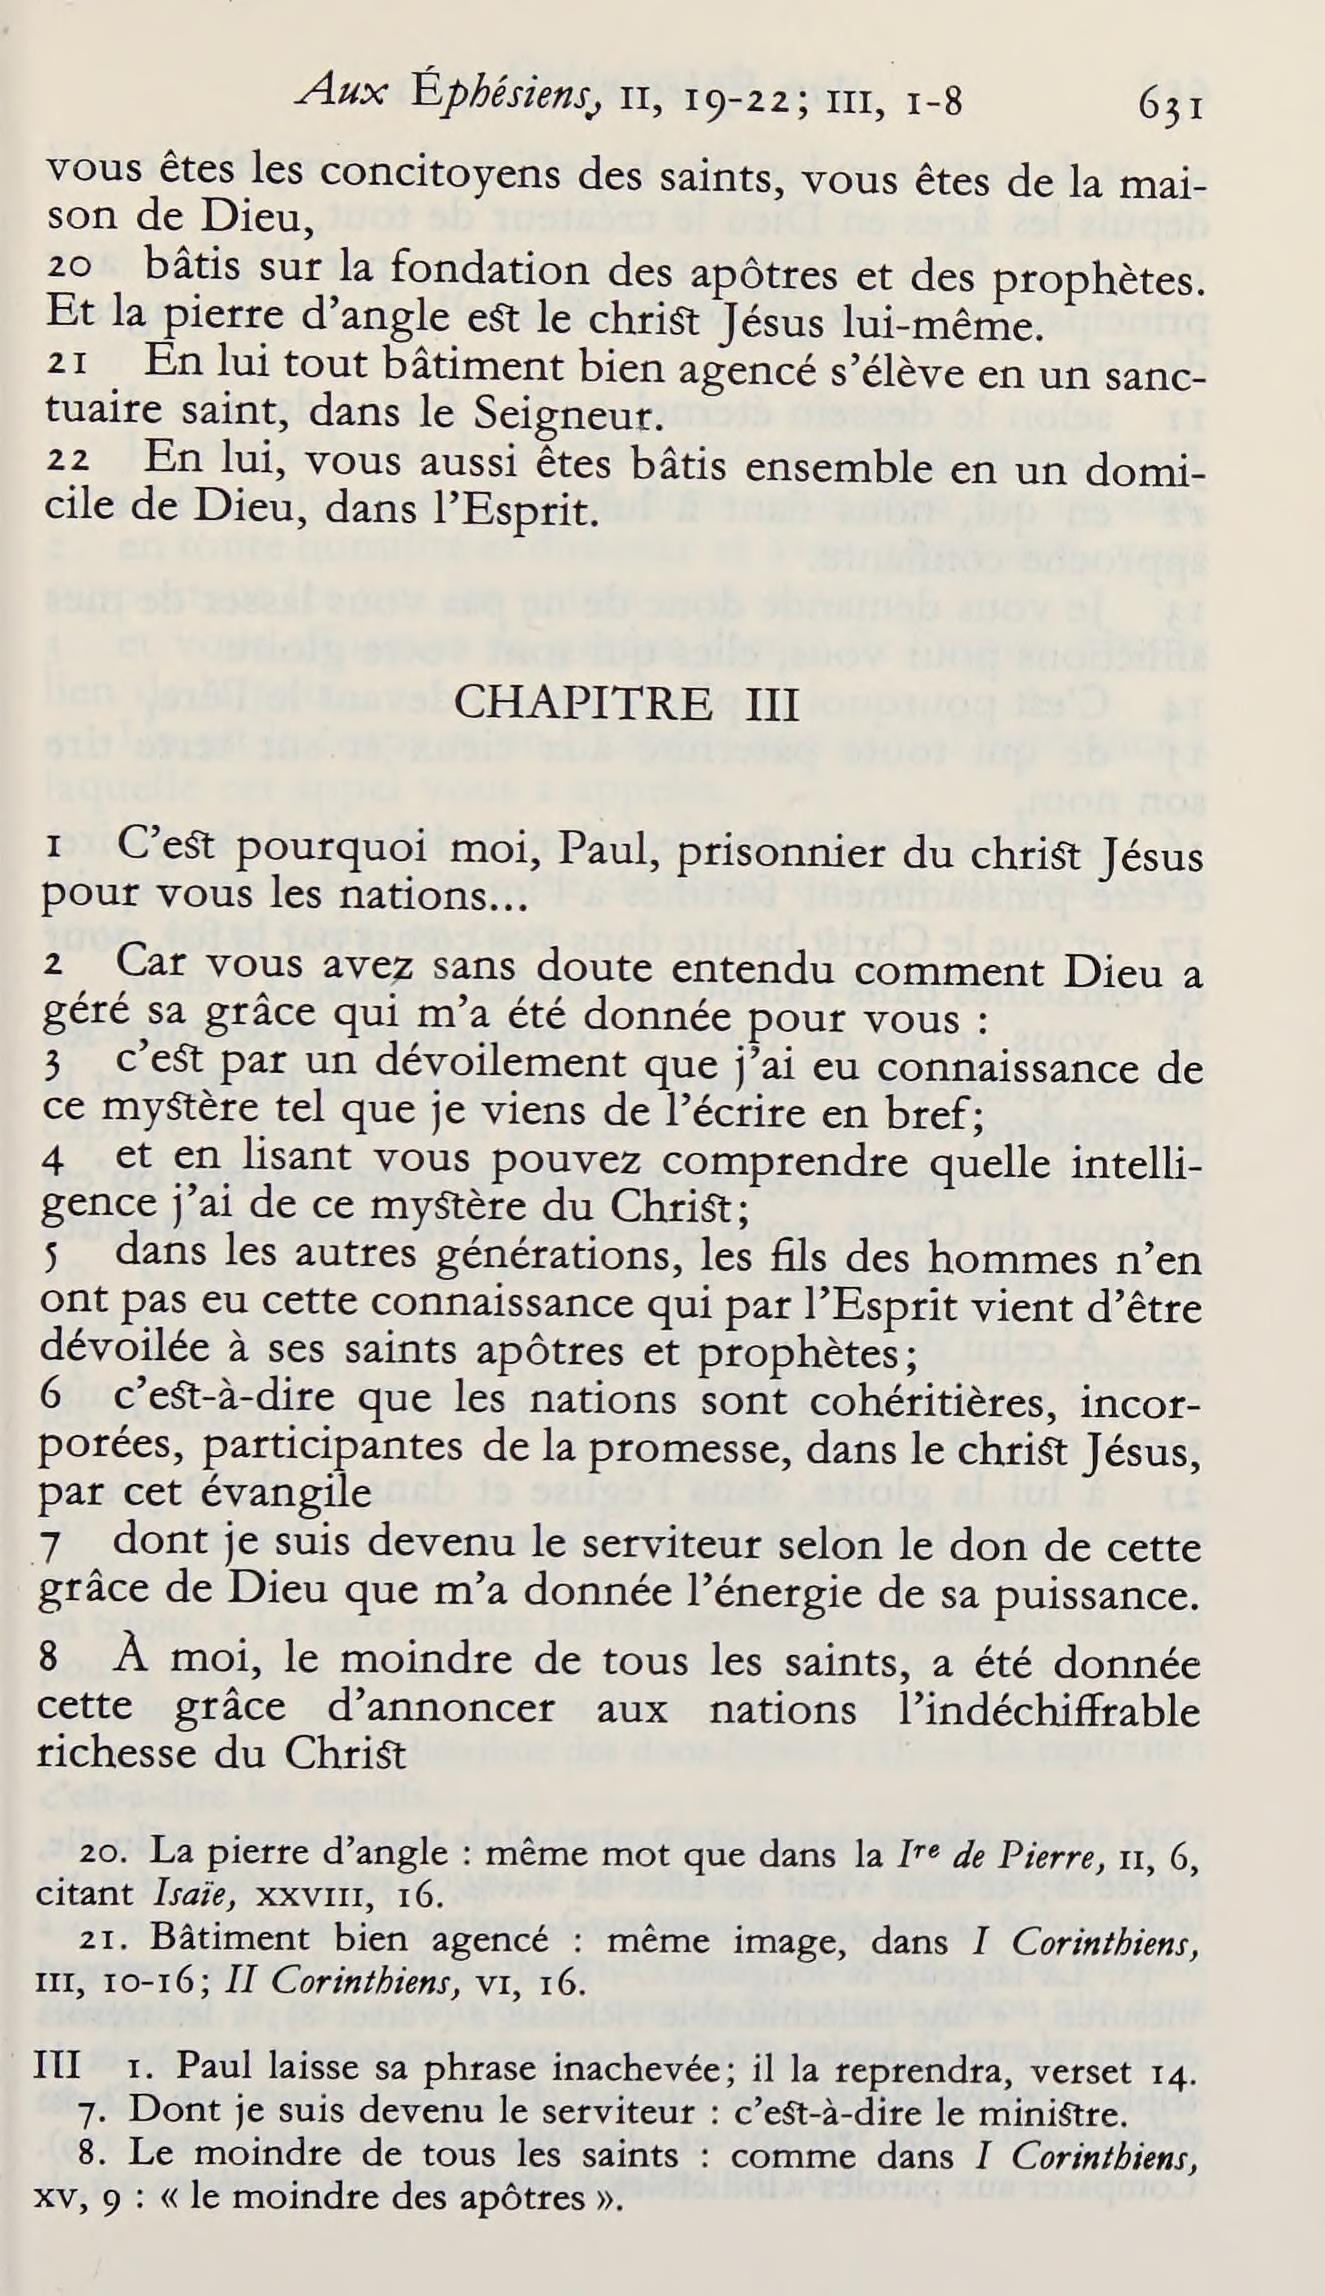 Aux Éphésiens, II, 19-22; III, 1-8 631
vous êtes les concitoyens des saints, vous êtes de la mai-
son de Dieu,
20 bâtis sur la fondation des apôtres et des prophètes.
Et la pierre d'angle est le christ Jésus lui-même.
21 En lui tout bâtiment bien agencé s'élève en un sanc-
tuaire saint, dans le Seigneur.
22 En lui, vous aussi êtes bâtis ensemble en un domi-
cile de Dieu, dans l'Esprit.
CHAPITRE III
1 C'est pourquoi moi, Paul, prisonnier du christ Jésus
pour vous les nations...
2 Car vous avez sans doute entendu comment Dieu a
géré sa grâce qui m'a été donnée pour vous :
3 c'est par un dévoilement que j'ai eu connaissance de
ce mystère tel que je viens de l'écrire en bref;
4 et en lisant vous pouvez comprendre quelle intelli-
gence j'ai de ce mystère du Christ;
5 dans les autres générations, les fils des hommes n'en
ont pas eu cette connaissance qui par l'Esprit vient d'être
dévoilée à ses saints apôtres et prophètes;
6 c'est-à-dire que les nations sont cohéritières, incor-
porées, participantes de la promesse, dans le christ Jésus,
par cet évangile
7 dont je suis devenu le serviteur selon le don de cette
grâce de Dieu que m'a donnée l'énergie de sa puissance.
8 À moi, le moindre de tous les saints, a été donnée
cette grâce d'annoncer aux nations l'indéchiffrable
richesse du Christ
20. La pierre d'angle : même mot que dans la Ire de Pierre, II, 6,
citant Isaïe, XXVIII, 16.
21. Bâtiment bien agencé : même image, dans I Corinthiens,
III, 10-16; II Corinthiens, VI, 16.
III 1. Paul laisse sa phrase inachevée; il la reprendra, verset 14.
7. Dont je suis devenu le serviteur : c'est-à-dire le ministre.
8. Le moindre de tous les saints : comme dans I Corinthiens,
XV, 9 : « le moindre des apôtres ».